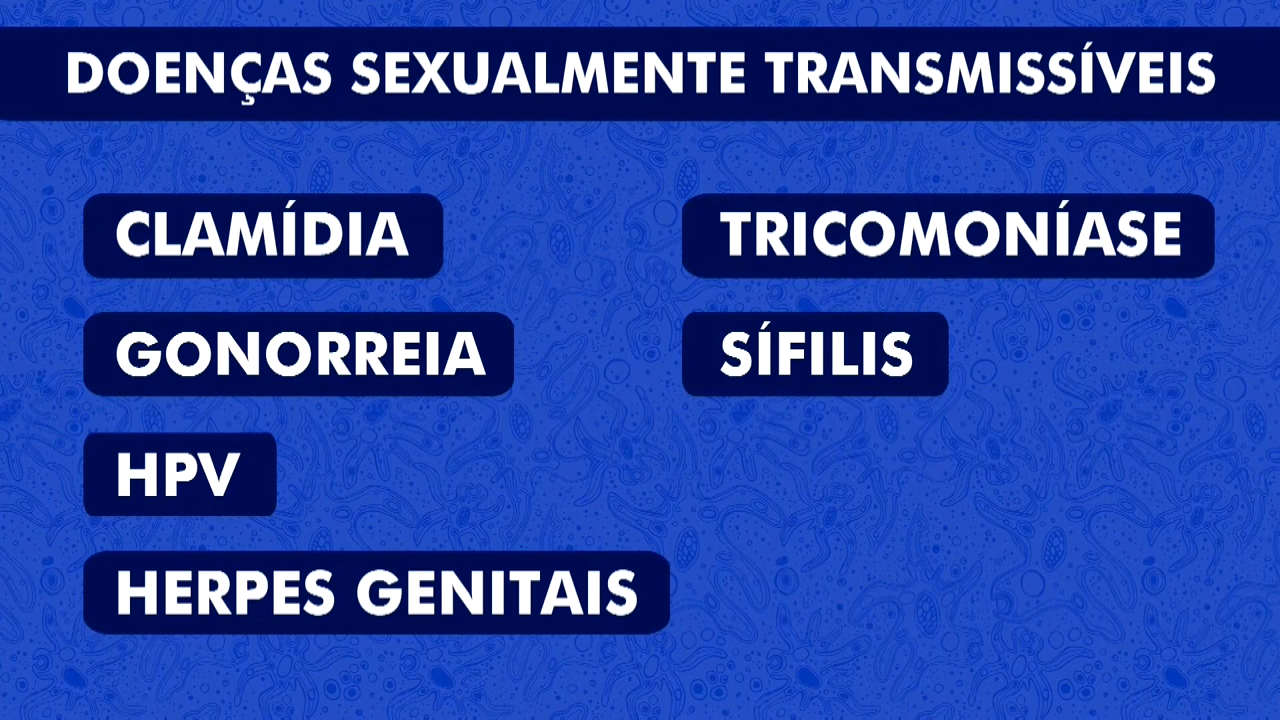 DOENÇAS SEXUALMENTE TRANSMISSÍVEIS
CLAMÍDIA
GONORREIA
HPV
HERPES GENITAIS
TRICOMONÍASE
SÍFILIS